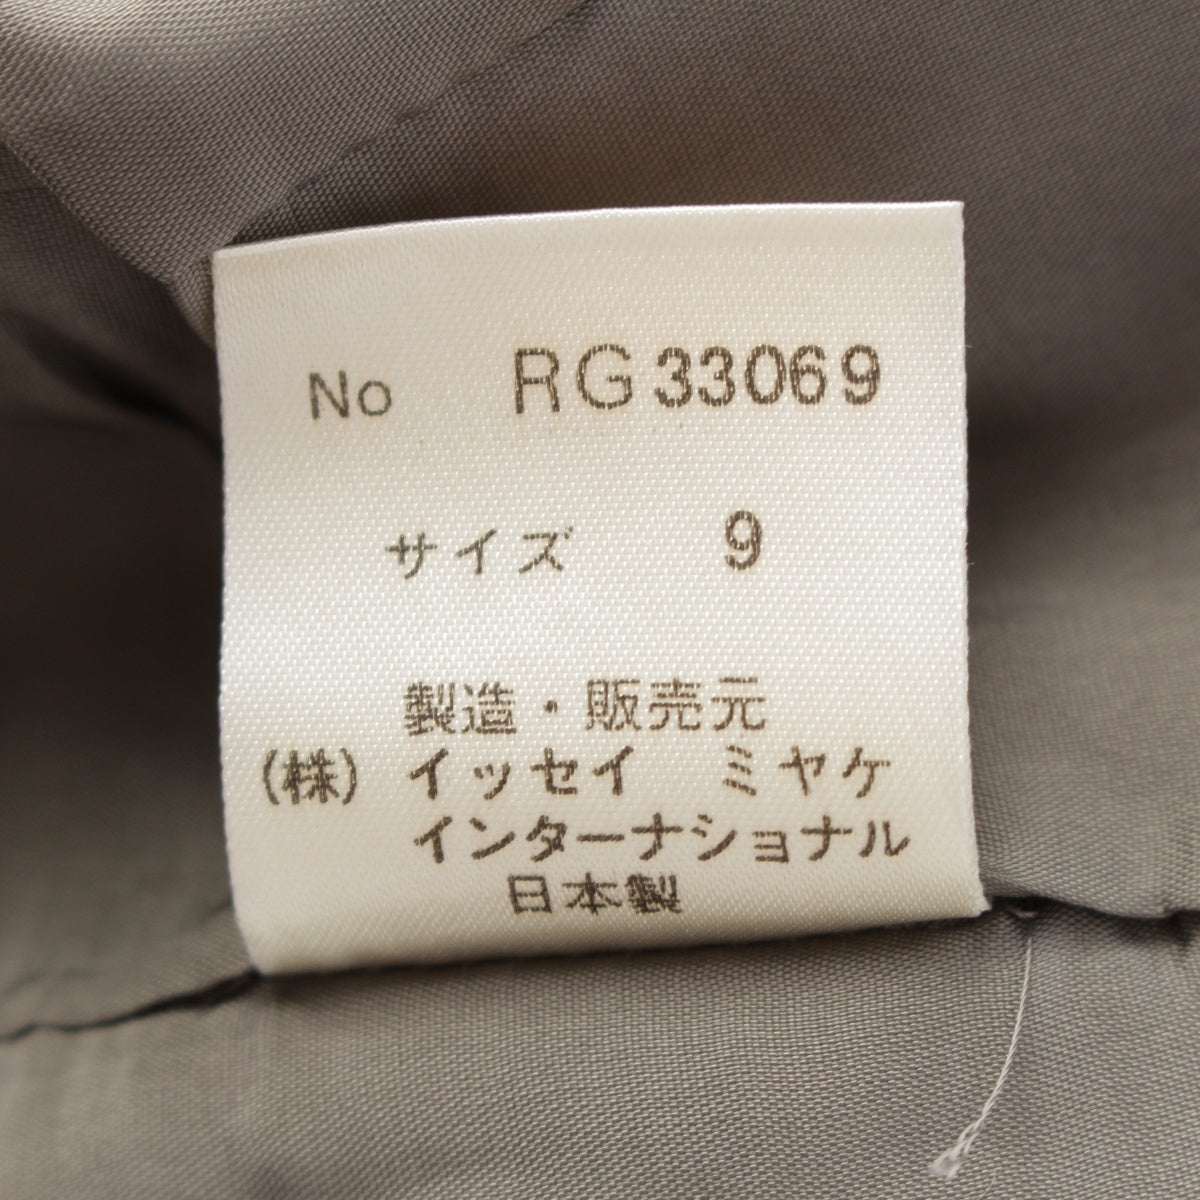 No RG33069
サイズ 9
製造・販売元
(株) イッセイ ミヤケ
インターナショナル
日本製